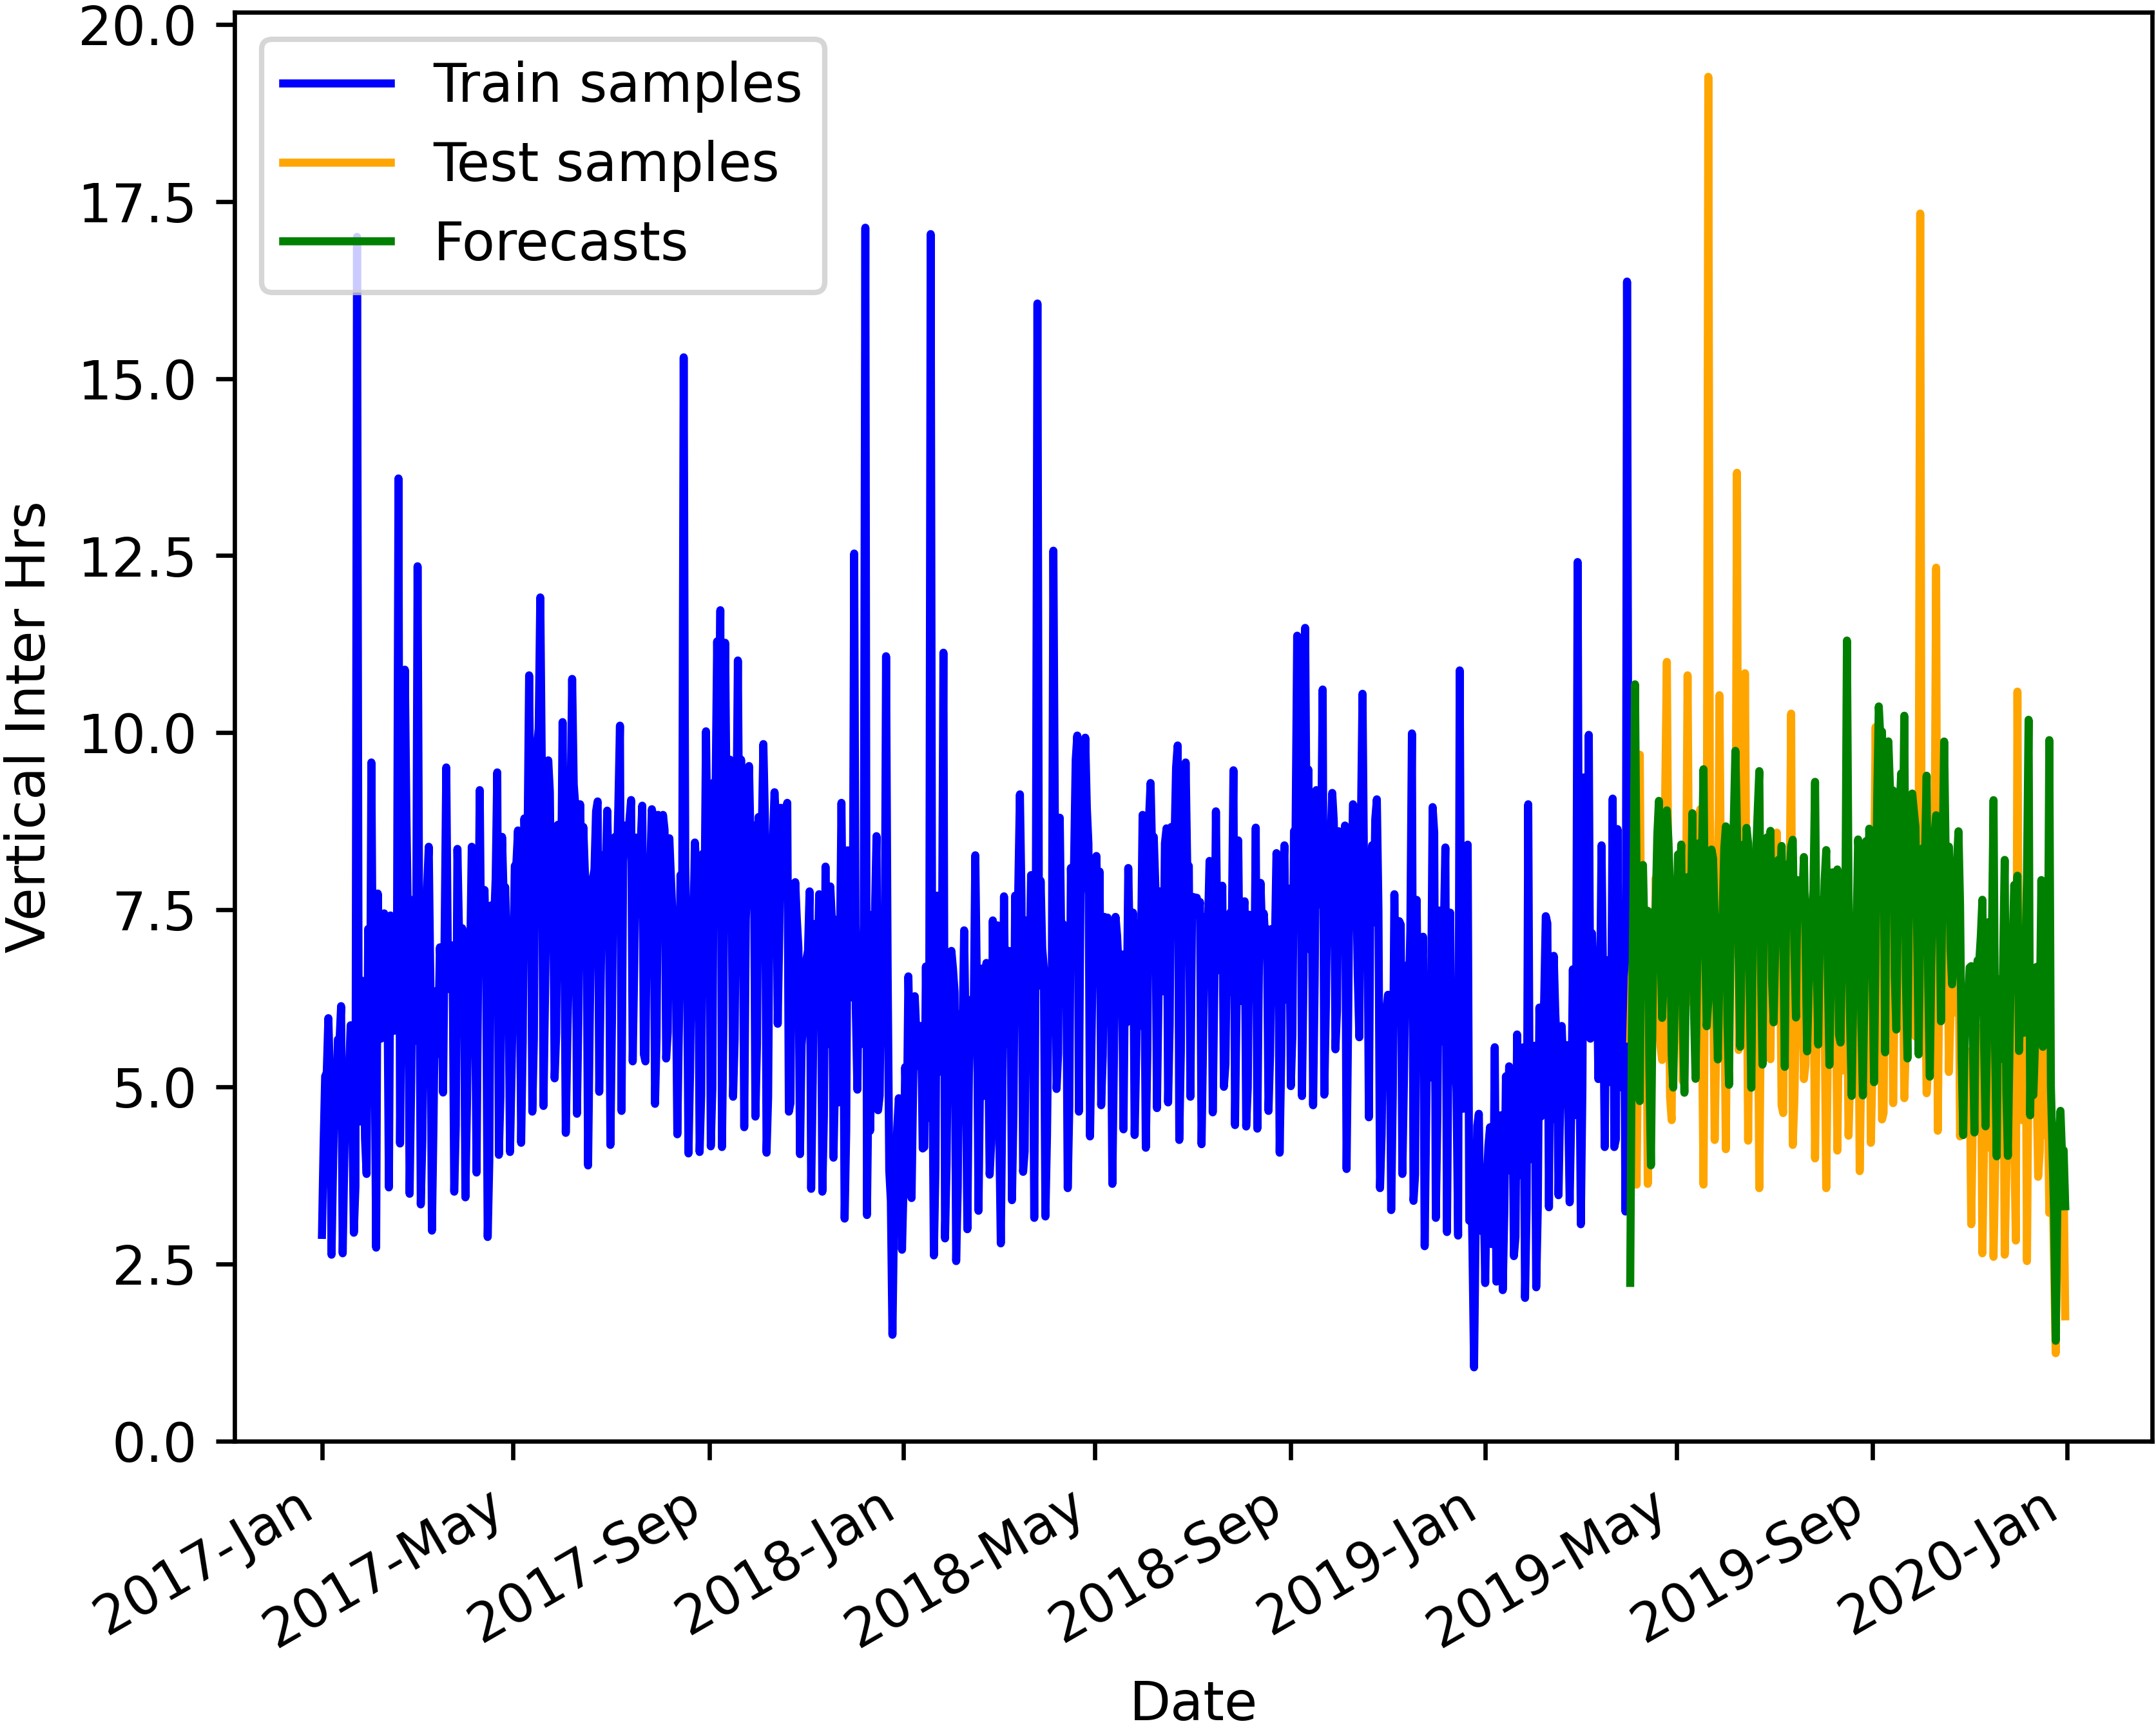 20.0
17.5
15.0
12.5
10.0
7.5
5.0
2.5
0.0
Vertical Inter Hrs
Train samples
Test samples
Forecasts
2017-Jan
2017-May
2017-Sep
2018-Jan
2018-May
2018-Sep
2019-Jan
2019-May
2019-Sep
2020-Jan
Date